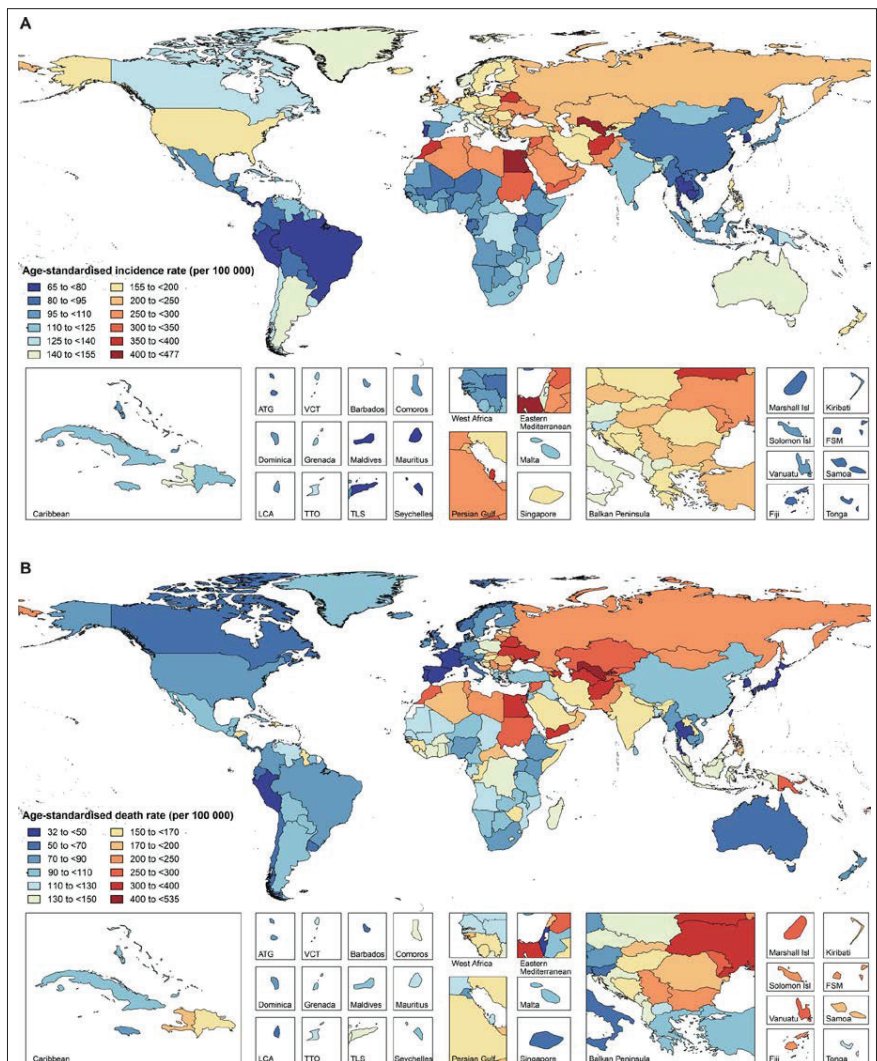 A
Age-standardised incidence rate (per 100 000)
65 to <80
80 to <95
95 to <110
110 to <125
125 to <140
140 to <155
155 to <200
200 to <250
250 to <300
300 to <350
350 to <400
400 to <477
Caribbean
ATG
VCT
Barbados
Comoros
Dominica
Grenada
Maldives
Mauritius
LCA
TTO
TLS
Seychelles
West Africa
Eastern
Mediterranean
Persian Gulf
Malta
Singapore
Balkan Peninsula
Marshall Isl
Kiribati
Solomon Isl
FSM
Vanuatu
Samoa
Fiji
Tonga
B
Age-standardised death rate (per 100 000)
32 to <50
50 to <70
70 to <90
90 to <110
110 to <130
130 to <150
150 to <170
170 to <200
200 to <250
250 to <300
300 to <400
400 to <535
Caribbean
ATG
VCT
Barbados
Comoros
Dominica
Grenada
Maldives
Mauritius
LCA
TTO
TLS
Seychelles
West Africa
Eastern
Mediterranean
Persian Gulf
Malta
Singapore
Balkan Peninsula
Marshall Isl
Kiribati
Solomon Isl
FSM
Vanuatu
Samoa
Fiji
Tonga